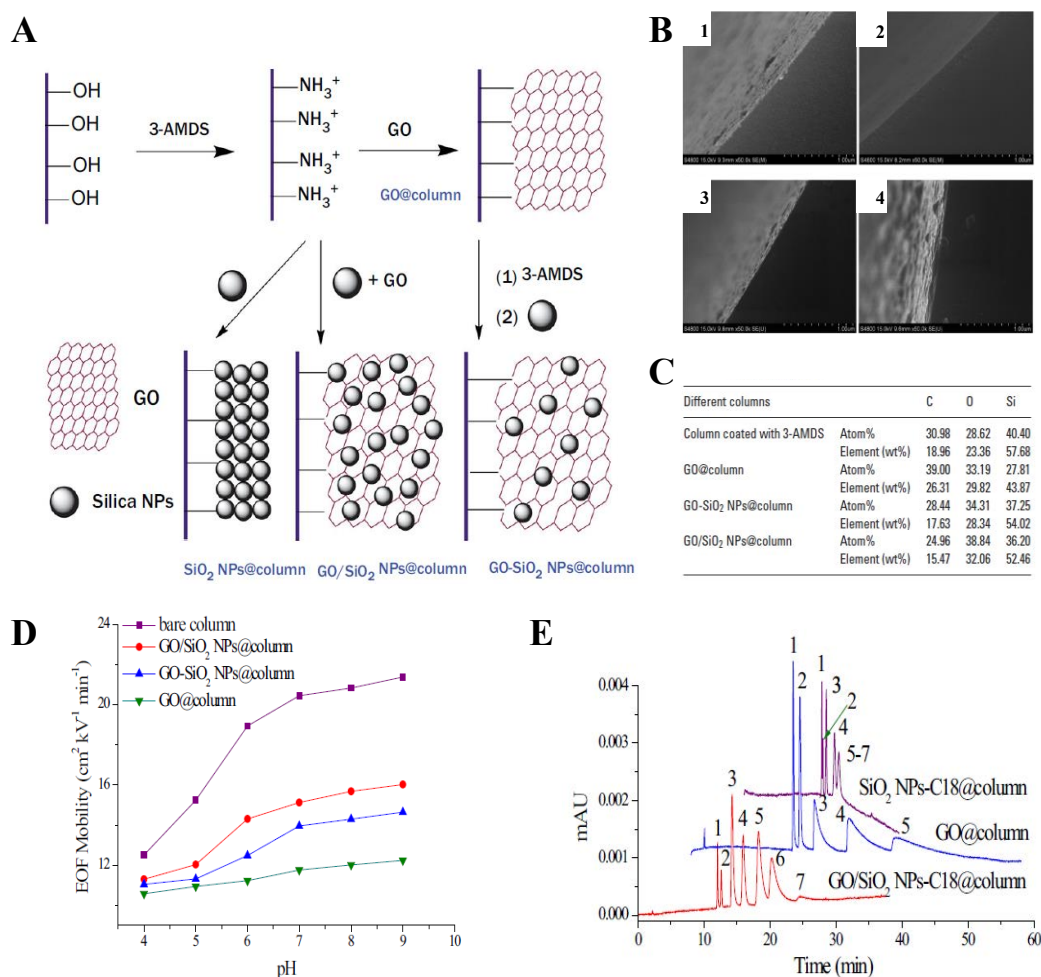 A
OH
OH
OH
OH
3-AMDS
NH₃⁺
NH₃⁺
NH₃⁺
NH₃⁺
GO
GO@column
+ GO
(1) 3-AMDS
(2)
GO
Silica NPs
SiO₂ NPs@column
GO/SiO₂ NPs@column
GO-SiO₂ NPs@column
B
1
2
3
4
1.00um
1.00um
1.00um
1.00um
C
Different columns C O Si
Column coated with 3-AMDS Atom% 30.98 28.62 40.40
Element (wt%) 18.96 23.36 57.68
GO@column Atom% 39.00 33.19 27.81
Element (wt%) 26.31 29.82 43.87
GO-SiO₂ NPs@column Atom% 28.44 34.31 37.25
Element (wt%) 17.63 28.34 54.02
GO/SiO₂ NPs@column Atom% 24.96 38.84 36.20
Element (wt%) 15.47 32.06 52.46
D
EOF Mobility (cm² kV⁻¹ min⁻¹)
24
20
16
12
bare column
GO/SiO₂ NPs@column
GO-SiO₂ NPs@column
GO@column
4 5 6 7 8 9 10
pH
E
mAU
0.004
0.003
0.002
0.001
0.000
1
3
2
4
5-7
SiO₂ NPs-C18@column
1
2
3
4
5
GO@column
1
2
3
4
5
6
7
GO/SiO₂ NPs-C18@column
0 10 20 30 40 50 60
Time (min)